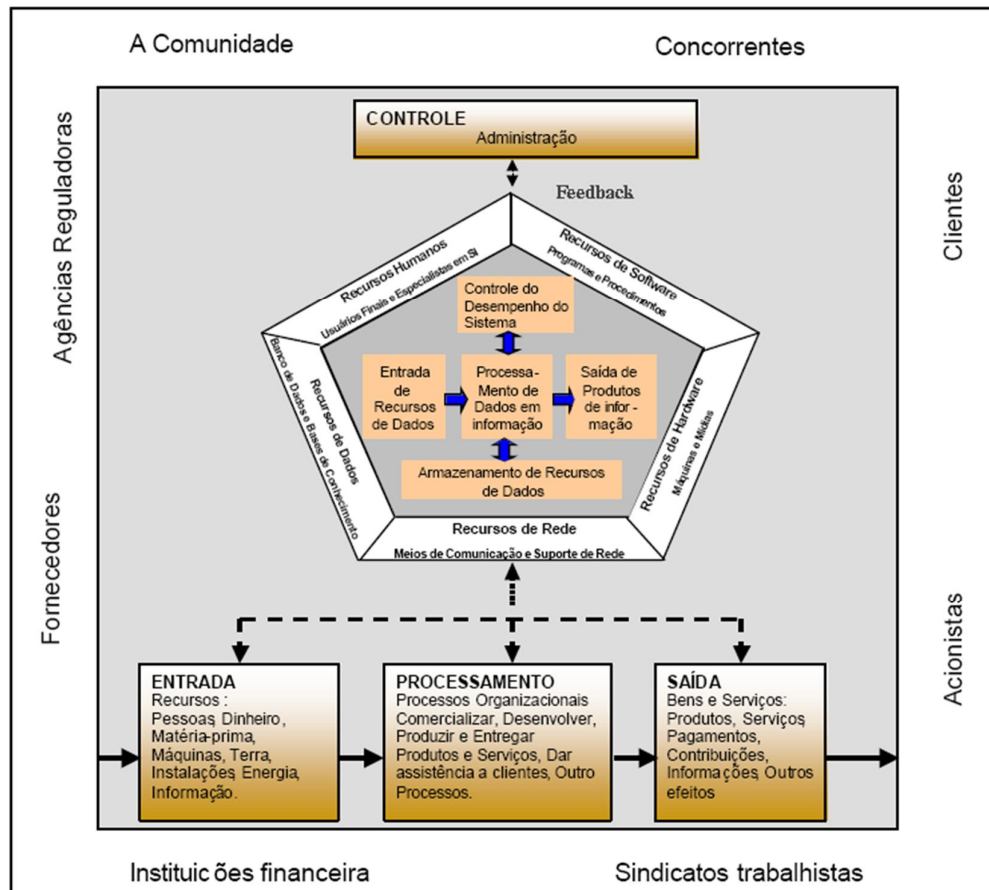 A Comunidade
Concorrentes
Agências Reguladoras
Fornecedores
Clientes
Acionistas
CONTROLE
Administração
Feedback
Recursos Humanos
Usuários Finais e Especialistas em SI
Recursos de Software
Programas e Procedimentos
Recursos de Dados
Banco de Dados e Bases de Conhecimento
Recursos de Hardware
Máquinas e Mídias
Controle do
Desempenho do
Sistema
Entrada
de
Recursos
de Dados
Processa-
Mento de
Dados em
informação
Saída de
Produtos
de infor-
mação
Armazenamento de Recursos
de Dados
Recursos de Rede
Meios de Comunicação e Suporte de Rede
ENTRADA
Recursos :
Pessoas, Dinheiro,
Matéria-prima,
Máquinas, Terra,
Instalações, Energia,
Informação.
PROCESSAMENTO
Processos Organizacionais
Comercializar, Desenvolver,
Produzir e Entregar
Produtos e Serviços, Dar
assistência a clientes, Outro
Processos.
SAÍDA
Bens e Serviços:
Produtos, Serviços,
Pagamentos,
Contribuições,
Informações, Outros
efeitos
Instituic ões financeira
Sindicatos trabalhistas